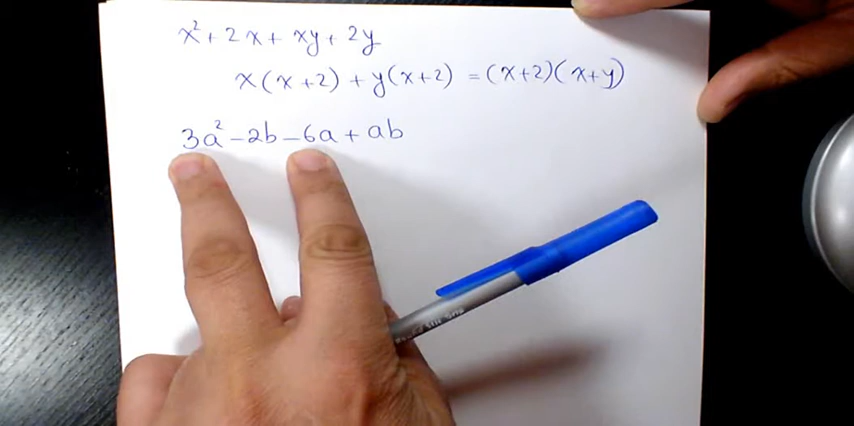 x² + 2x + xy + 2y
x(x+2) + y(x+2) = (x+2)(x+y)
3a² - 2b - 6a + ab